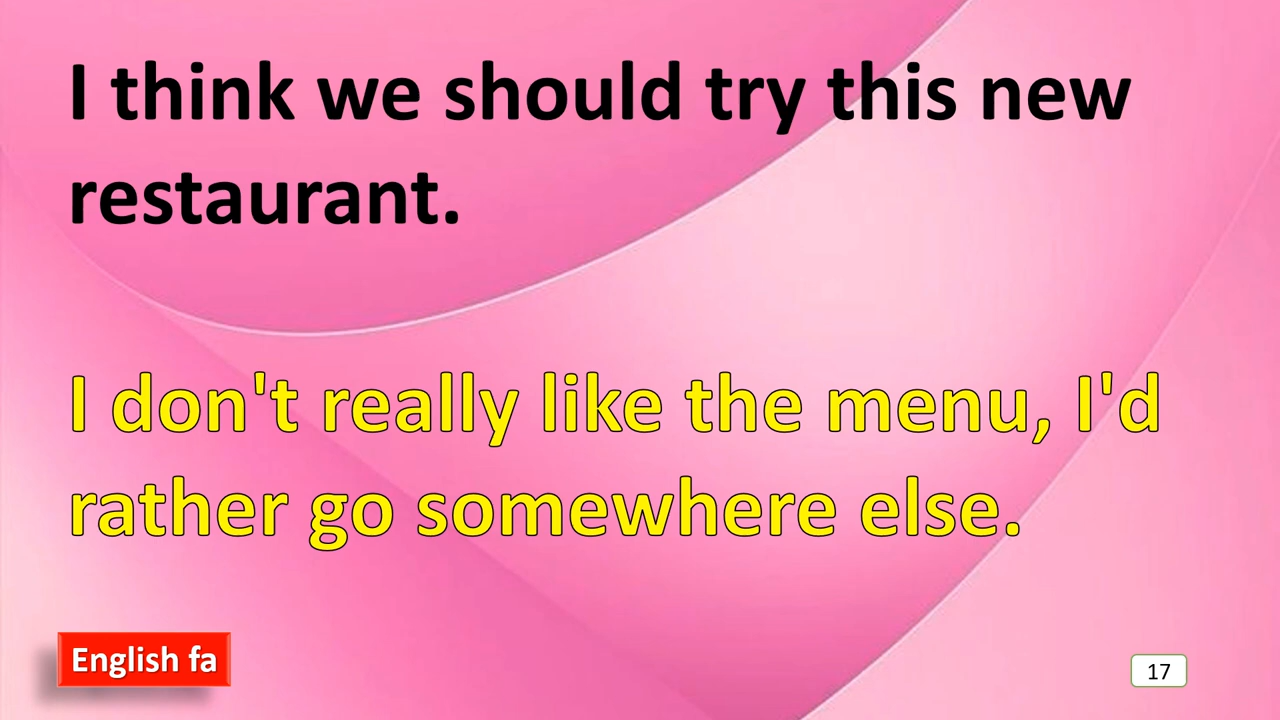 I think we should try this new
restaurant.
I don't really like the menu, I'd
rather go somewhere else.
English fa
17